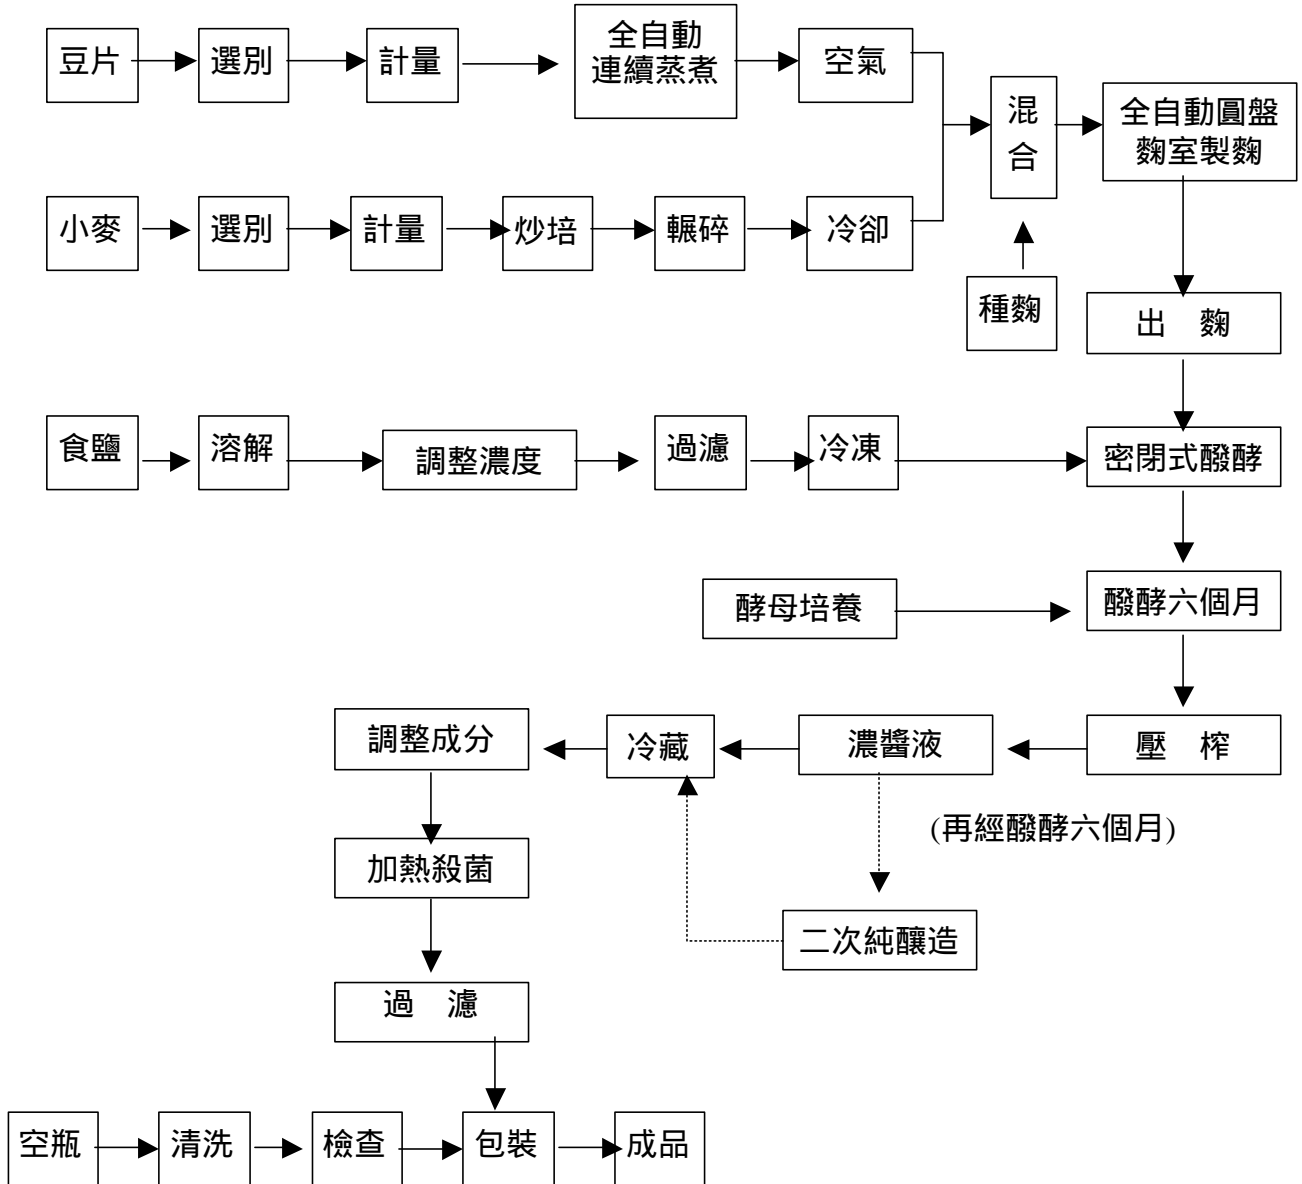 豆片
選別
計量
全自動
連續蒸煮
空氣
混
合
全自動圓盤
麴室製麴
小麥
選別
計量
炒培
輾碎
冷卻
種麴
出 麴
食鹽
溶解
調整濃度
過濾
冷凍
密閉式醱酵
酵母培養
醱酵六個月
調整成分
冷藏
濃醬液
壓 榨
(再經醱酵六個月)
加熱殺菌
二次純釀造
過 濾
空瓶
清洗
檢查
包裝
成品